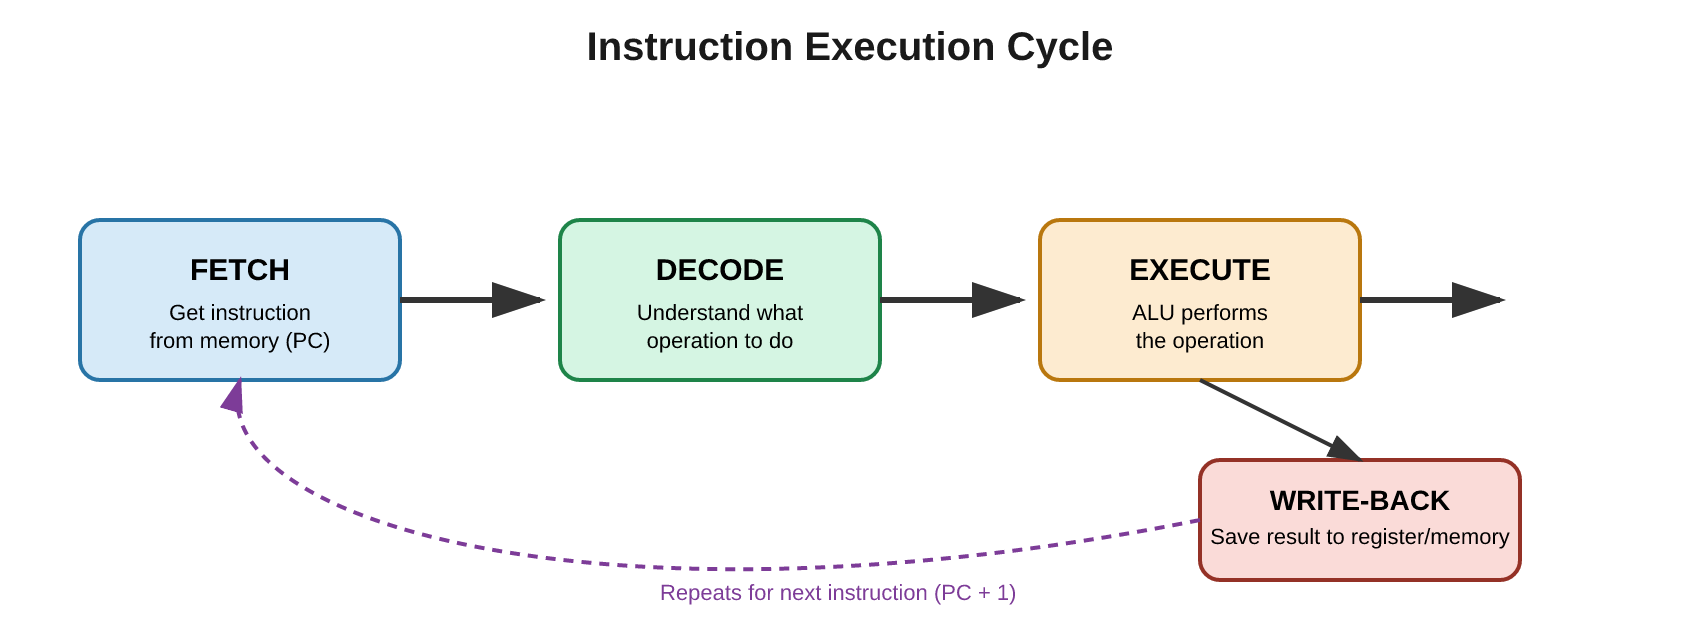 Instruction Execution Cycle
FETCH
Get instruction
from memory (PC)
DECODE
Understand what
operation to do
EXECUTE
ALU performs
the operation
WRITE-BACK
Save result to register/memory
Repeats for next instruction (PC + 1)